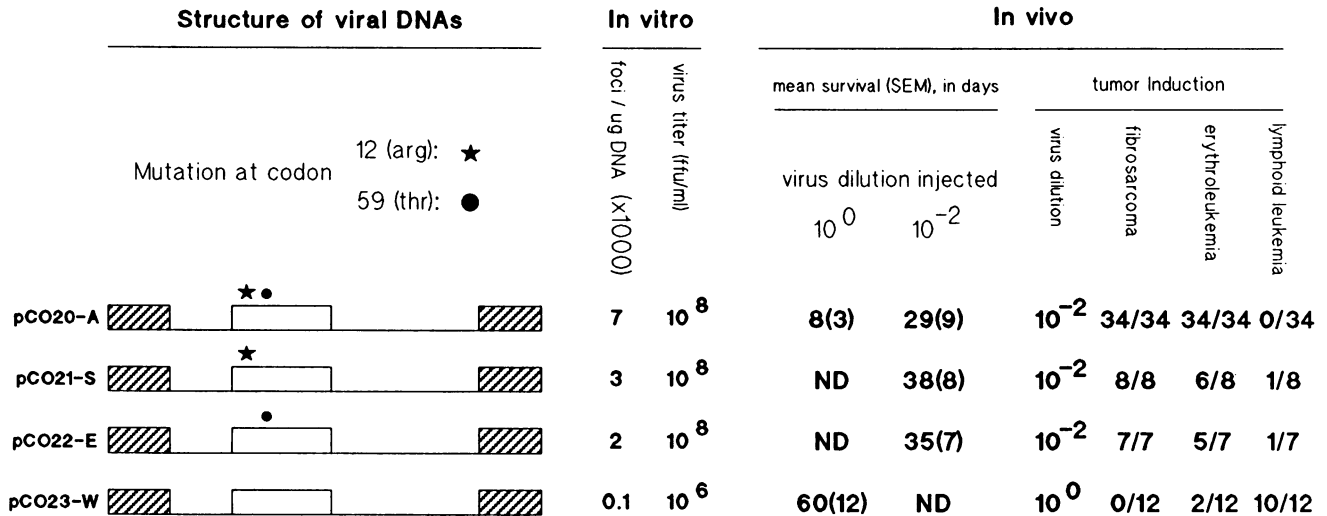 Structure of viral DNAs
In vitro
In vivo
foci / ug DNA (x1000)
virus titer (ffu/ml)
mean survival (SEM), in days
tumor Induction
Mutation at codon
12 (arg): ★
59 (thr): ●
virus dilution injected
10^0 10^-2
virus dilution
fibrosarcoma
erythroleukemia
lymphoid leukemia
pCO20-A ★ ● 7 10^8 8(3) 29(9) 10^-2 34/34 34/34 0/34
pCO21-S ★ 3 10^8 ND 38(8) 10^-2 8/8 6/8 1/8
pCO22-E ● 2 10^8 ND 35(7) 10^-2 7/7 5/7 1/7
pCO23-W 0.1 10^6 60(12) ND 10^0 0/12 2/12 10/12